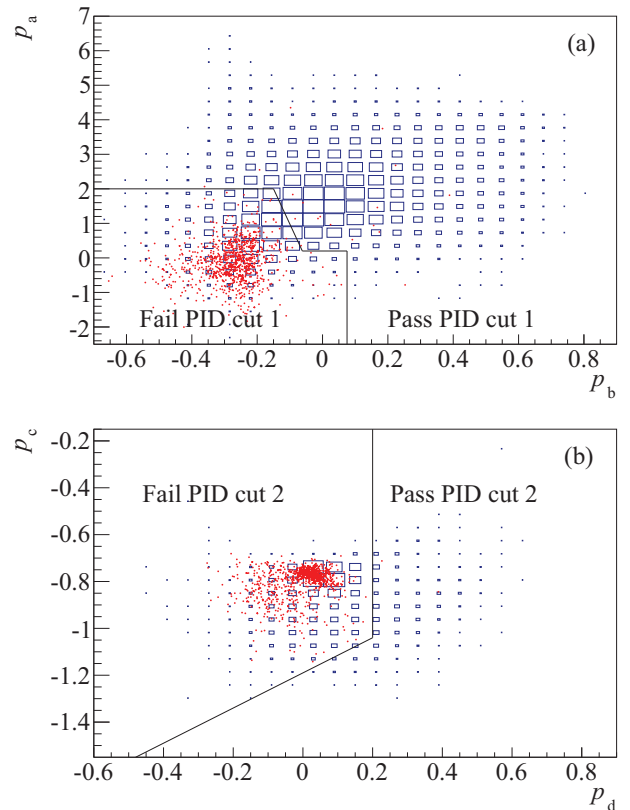 p_a
7
(a)
6
5
4
3
2
1
0
-1
Fail PID cut 1
Pass PID cut 1
-2
-0.6 -0.4 -0.2 0 0.2 0.4 0.6 0.8
p_b
p_c
-0.2
(b)
-0.4
Fail PID cut 2
Pass PID cut 2
-0.6
-0.8
-1
-1.2
-1.4
-0.6 -0.4 -0.2 0 0.2 0.4 0.6 0.8
p_d